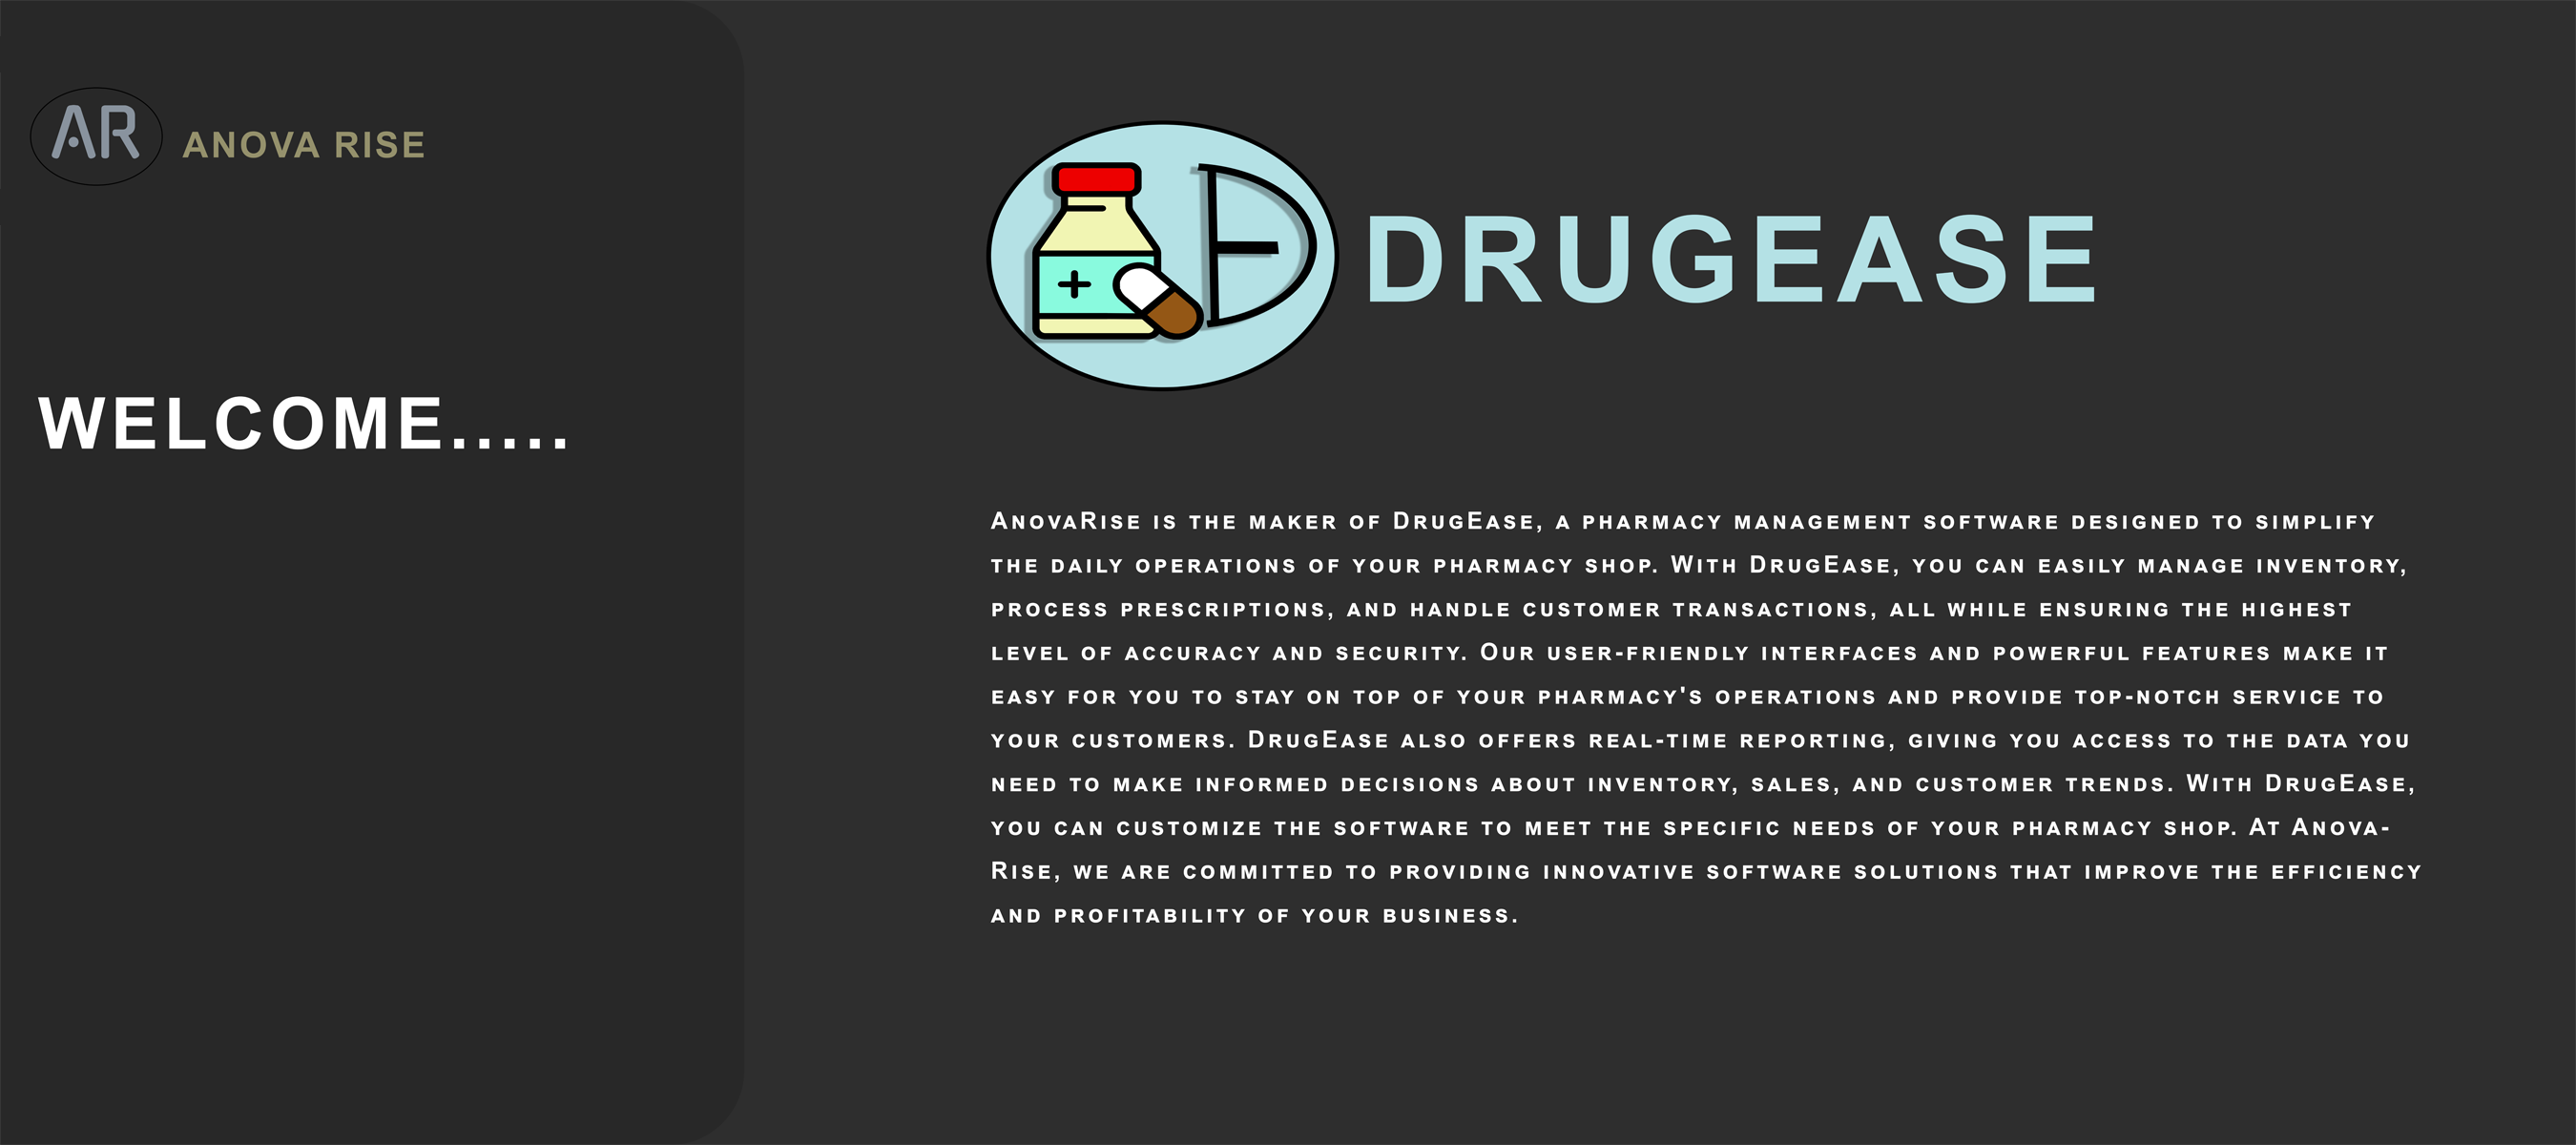 AR
ANOVA RISE
WELCOME.....
DRUGEASE
AnovaRise is the maker of DrugEase, a pharmacy management software designed to simplify
the daily operations of your pharmacy shop. With DrugEase, you can easily manage inventory,
process prescriptions, and handle customer transactions, all while ensuring the highest
level of accuracy and security. Our user-friendly interfaces and powerful features make it
easy for you to stay on top of your pharmacy's operations and provide top-notch service to
your customers. DrugEase also offers real-time reporting, giving you access to the data you
need to make informed decisions about inventory, sales, and customer trends. With DrugEase,
you can customize the software to meet the specific needs of your pharmacy shop. At Anova-
Rise, we are committed to providing innovative software solutions that improve the efficiency
and profitability of your business.